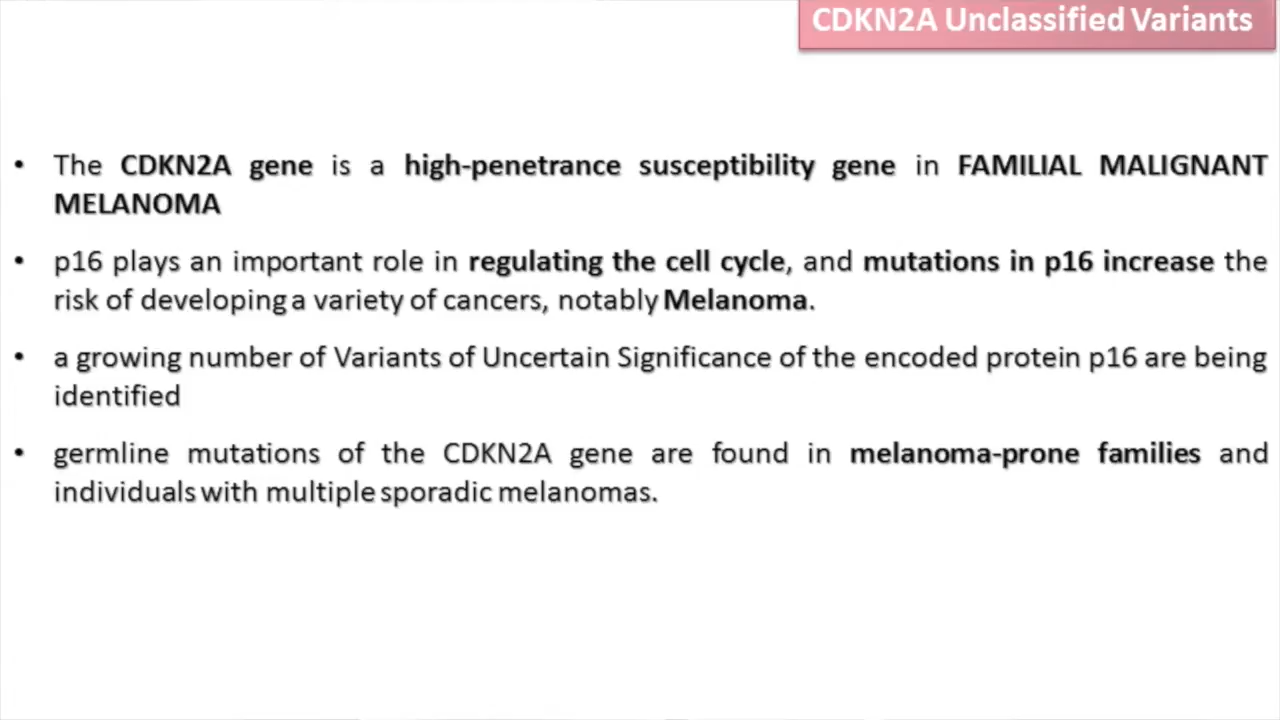 CDKN2A Unclassified Variants
• The CDKN2A gene is a high-penetrance susceptibility gene in FAMILIAL MALIGNANT
MELANOMA
• p16 plays an important role in regulating the cell cycle, and mutations in p16 increase the
risk of developing a variety of cancers, notably Melanoma.
• a growing number of Variants of Uncertain Significance of the encoded protein p16 are being
identified
• germline mutations of the CDKN2A gene are found in melanoma-prone families and
individuals with multiple sporadic melanomas.